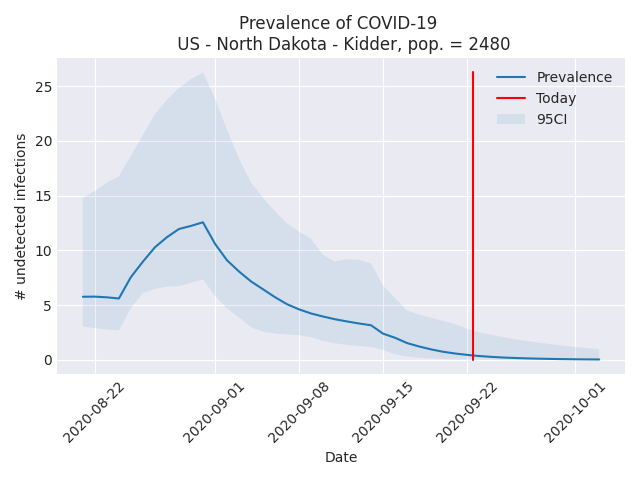 Prevalence of COVID-19
US - North Dakota - Kidder, pop. = 2480
25
20
15
10
5
0
# undetected infections
Prevalence
Today
95CI
2020-08-22
2020-09-01
2020-09-08
2020-09-15
2020-09-22
2020-10-01
Date